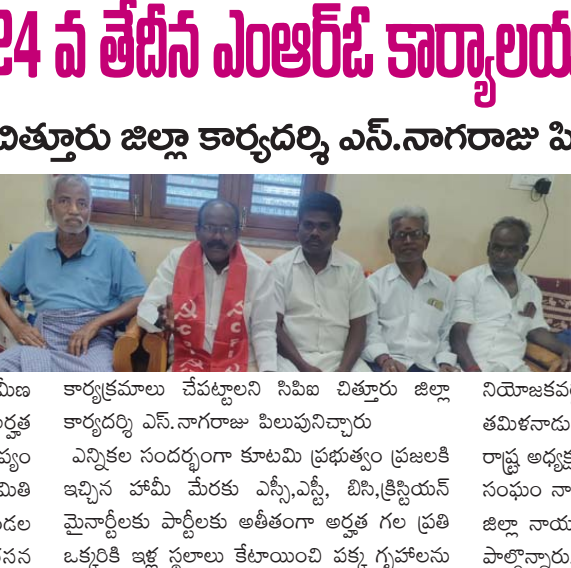 24 వ తేదీన ఎంఆర్ఓ కార్యాలయ
చిత్తూరు జిల్లా కార్యదర్శి ఎస్.నాగరాజు పి
CPI
కార్యక్రమాలు చేపట్టాలని సిపిఐ చిత్తూరు జిల్లా
కార్యదర్శి ఎస్.నాగరాజు పిలుపునిచ్చారు
ఎన్నికల సందర్భంగా కూటమి ప్రభుత్వం ప్రజలకి
ఇచ్చిన హామీ మేరకు ఎస్సీ,ఎస్టీ, బిసి,క్రిస్టియన్
మైనార్టీలకు పార్టీలకు అతీతంగా అర్హత గల ప్రతి
ఒక్కరికి ఇళ్ల స్థలాలు కేటాయించి పక్క గృహాలను
నియోజకవ
తమిళనాడు
రాష్ట్ర అధ్యక్ష
సంఘం నా
జిల్లా నాయ
పాల్గొన్నారు.